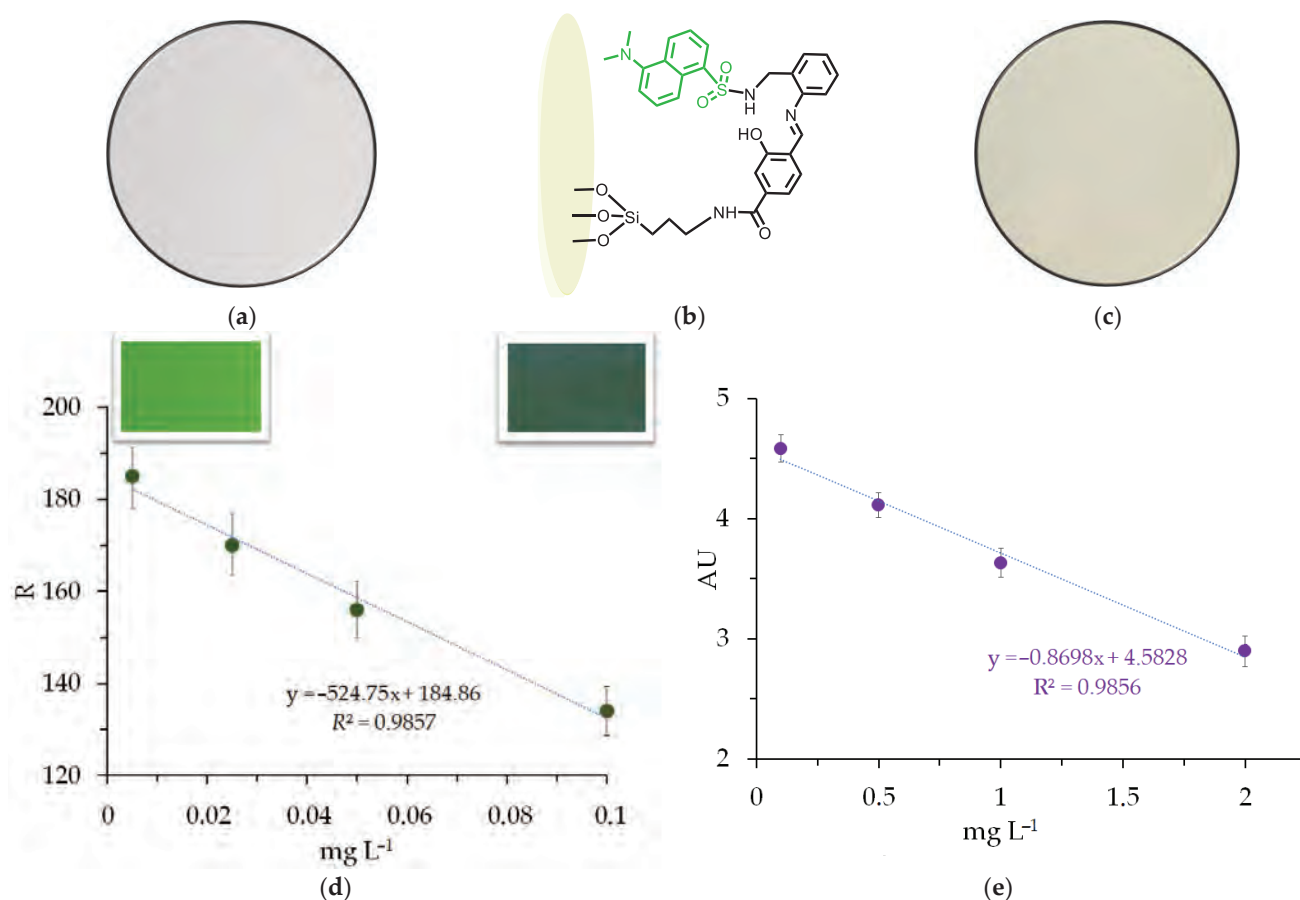 N
S
O
O
N
H
N
HO
O
O
O
Si
NH
O
(a)
(b)
(c)
200
180
160
140
120
R
0
0.02
0.04
0.06
0.08
0.1
mg L⁻¹
y =−524.75x + 184.86
R² = 0.9857
(d)
5
4
3
2
AU
0
0.5
1
1.5
2
mg L⁻¹
y =−0.8698x + 4.5828
R² = 0.9856
(e)